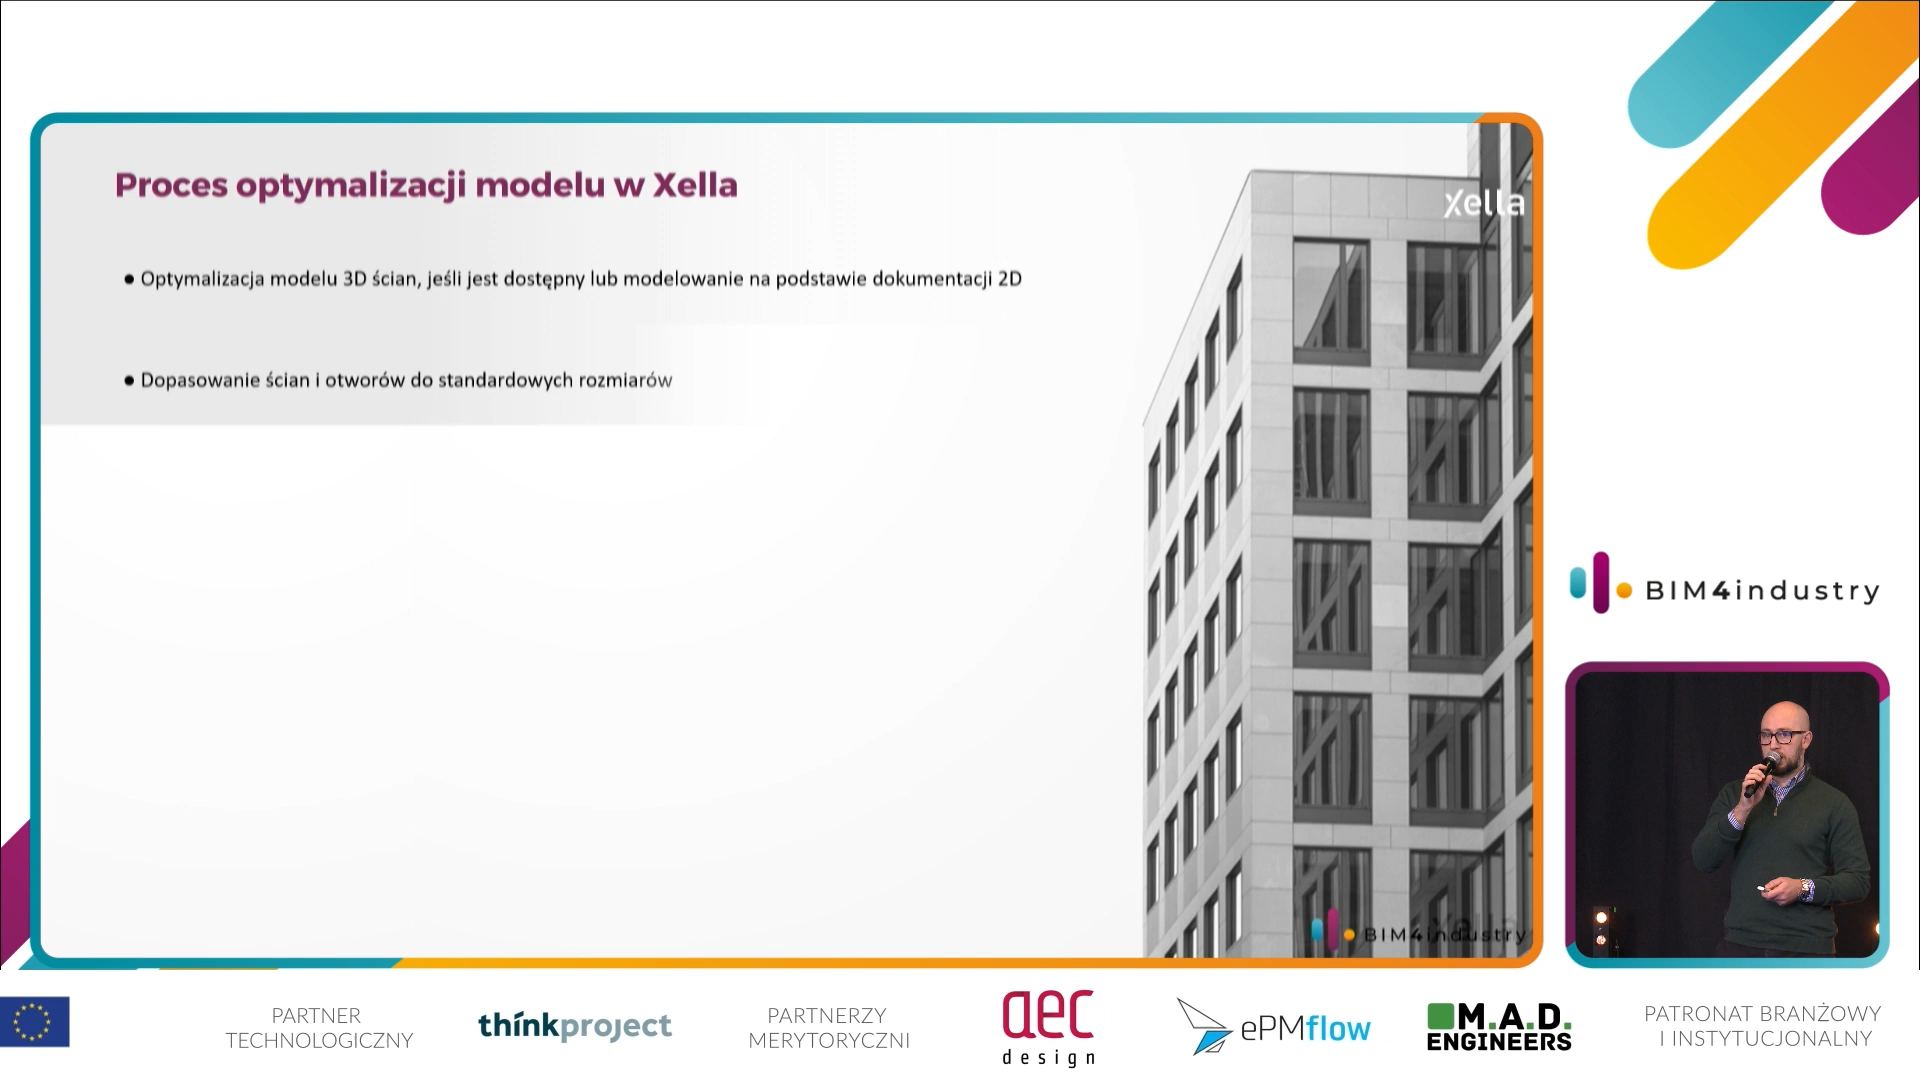 Proces optymalizacji modelu w Xella
Xella
● Optymalizacja modelu 3D ścian, jeśli jest dostępny lub modelowanie na podstawie dokumentacji 2D
● Dopasowanie ścian i otworów do standardowych rozmiarów
BIM4industry
Xella
BIM4industry
PARTNER
TECHNOLOGICZNY
thinkproject
PARTNERZY
MERYTORYCZNI
aec
design
ePMflow
M.A.D.
ENGINEERS
PATRONAT BRANŻOWY
I INSTYTUCJONALNY